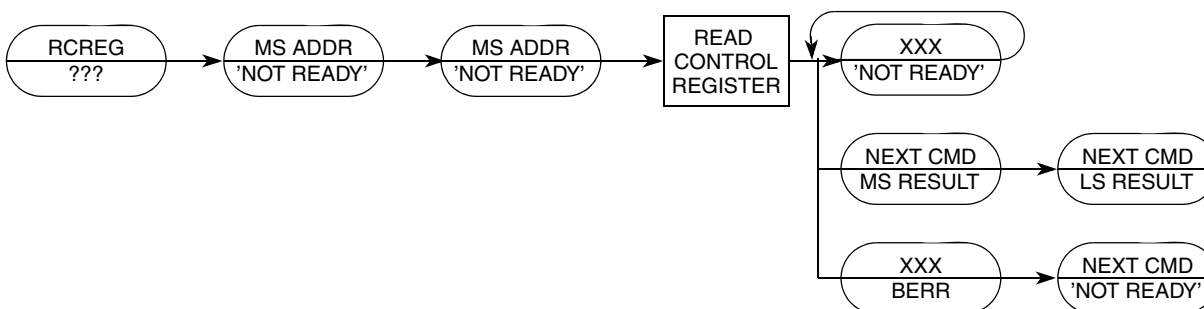 RCREG
???
MS ADDR
'NOT READY'
MS ADDR
'NOT READY'
READ
CONTROL
REGISTER
XXX
'NOT READY'
NEXT CMD
MS RESULT
NEXT CMD
LS RESULT
XXX
BERR
NEXT CMD
'NOT READY'